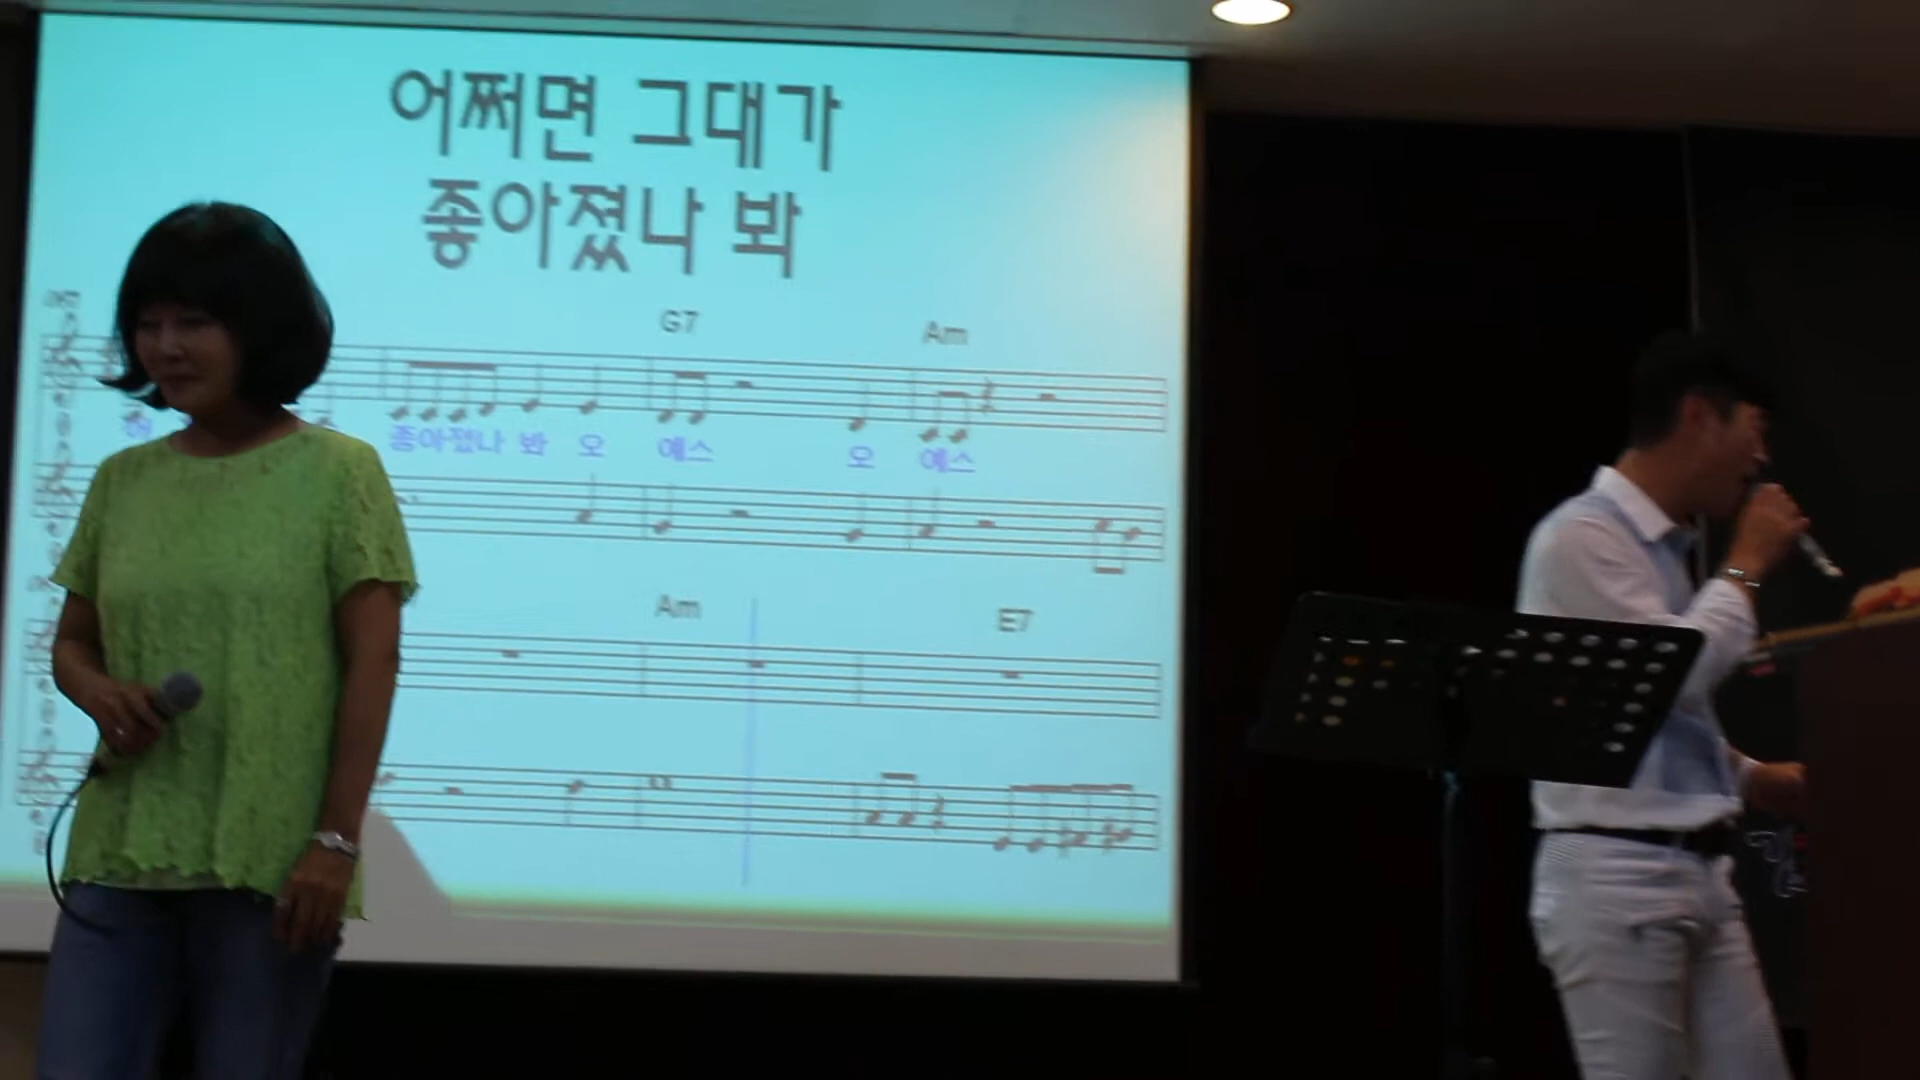 어쩌면 그대가
좋아졌나 봐
G7 Am
좋아졌나 봐 오 예스 오 예스
Am E7